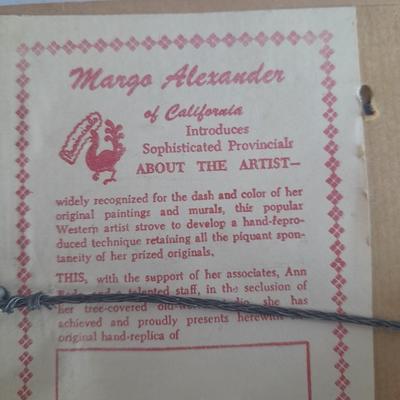 Margo Alexander
of California
Introduces
Sophisticated Provincials
ABOUT THE ARTIST—
widely recognized for the dash and color of her
original paintings and murals, this popular
Western artist strove to develop a hand-fepro-
duced technique retaining all the piquant spon-
taneity of her prized originals.
THIS, with the support of her associates, Ann
talented staff, in the seclusion of
her tree-covered she has
achieved and proudly presents
original hand-replica of